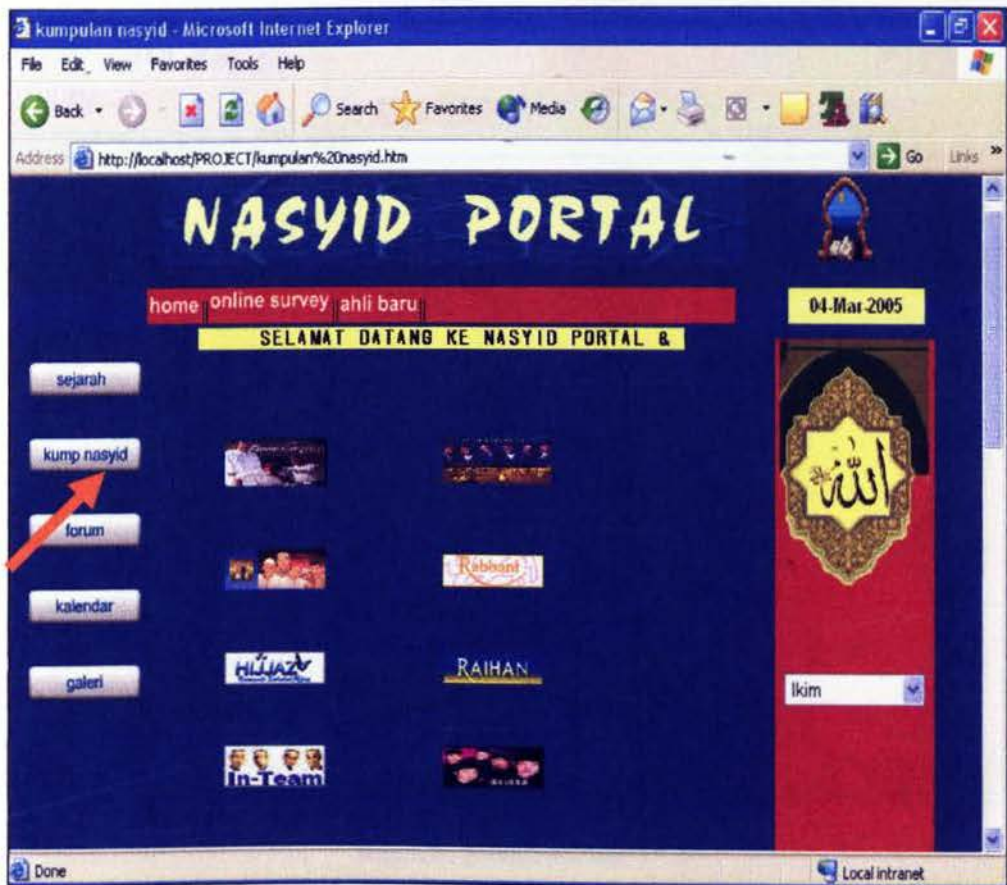 kumpulan nasyid - Microsoft Internet Explorer
File Edit View Favorites Tools Help
Back Search Favorites Media
Address http://localhost/PROJECT/kumpulan%20nasyid.htm Go Links »
NASYID PORTAL
home online survey ahli baru
04-Mar-2005
SELAMAT DATANG KE NASYID PORTAL &
sejarah
kump nasyid
forum
Rabbani
kalendar
HIJJAZ
RAIHAN
galeri
Ikim
In-Team
الله
Done Local intranet